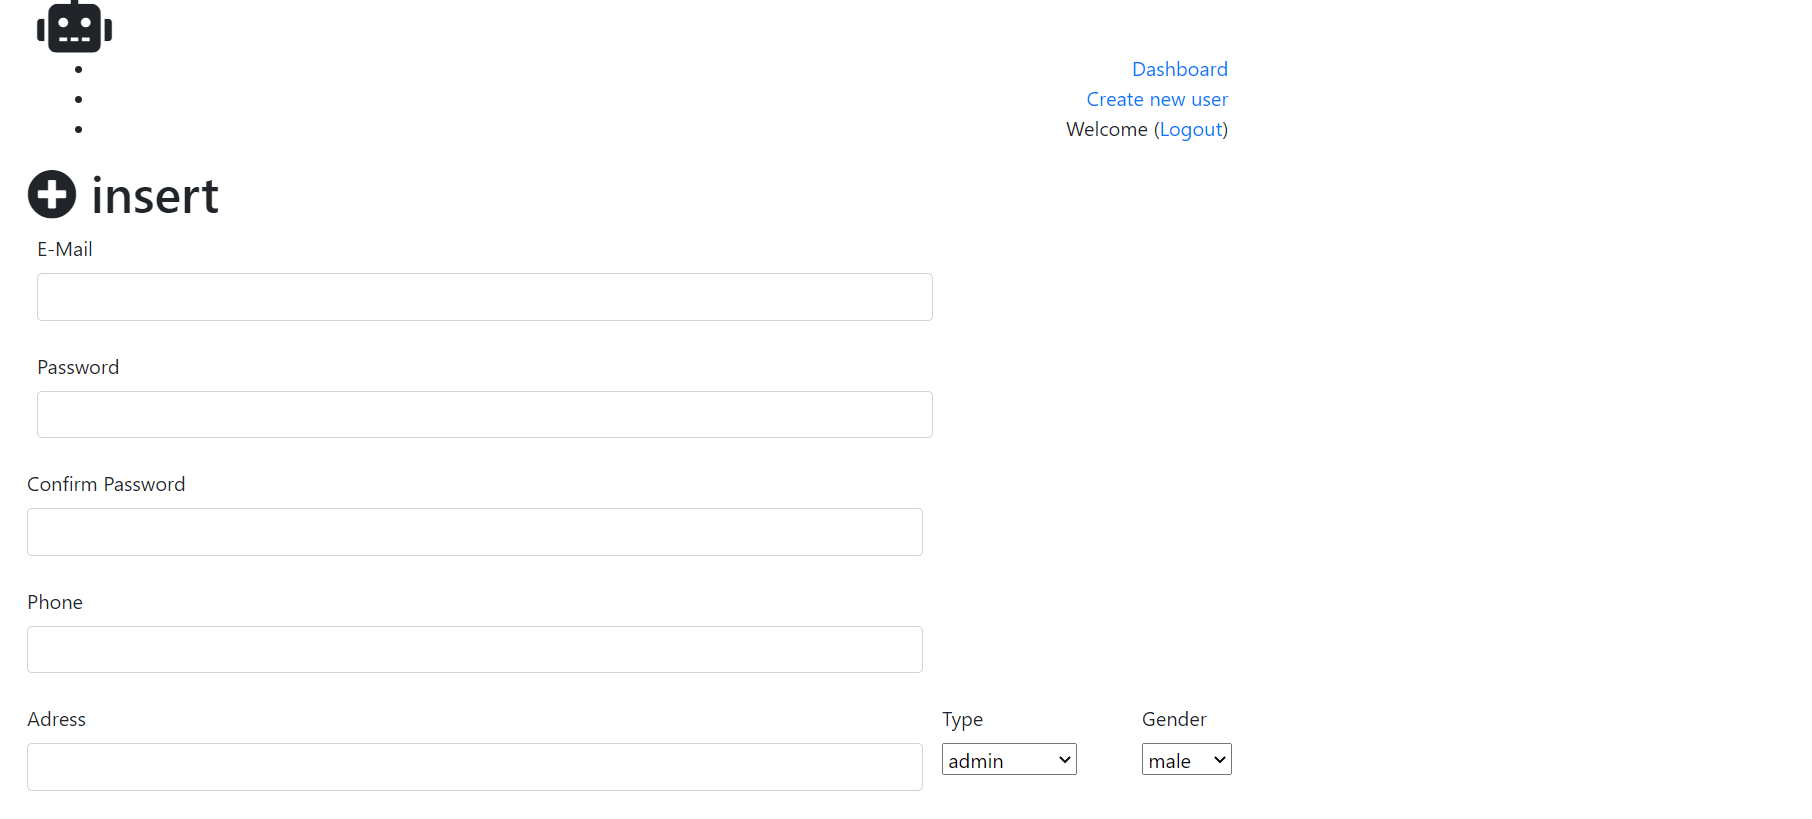 Dashboard
Create new user
Welcome (Logout)
insert
E-Mail
Password
Confirm Password
Phone
Adress Type Gender
admin male